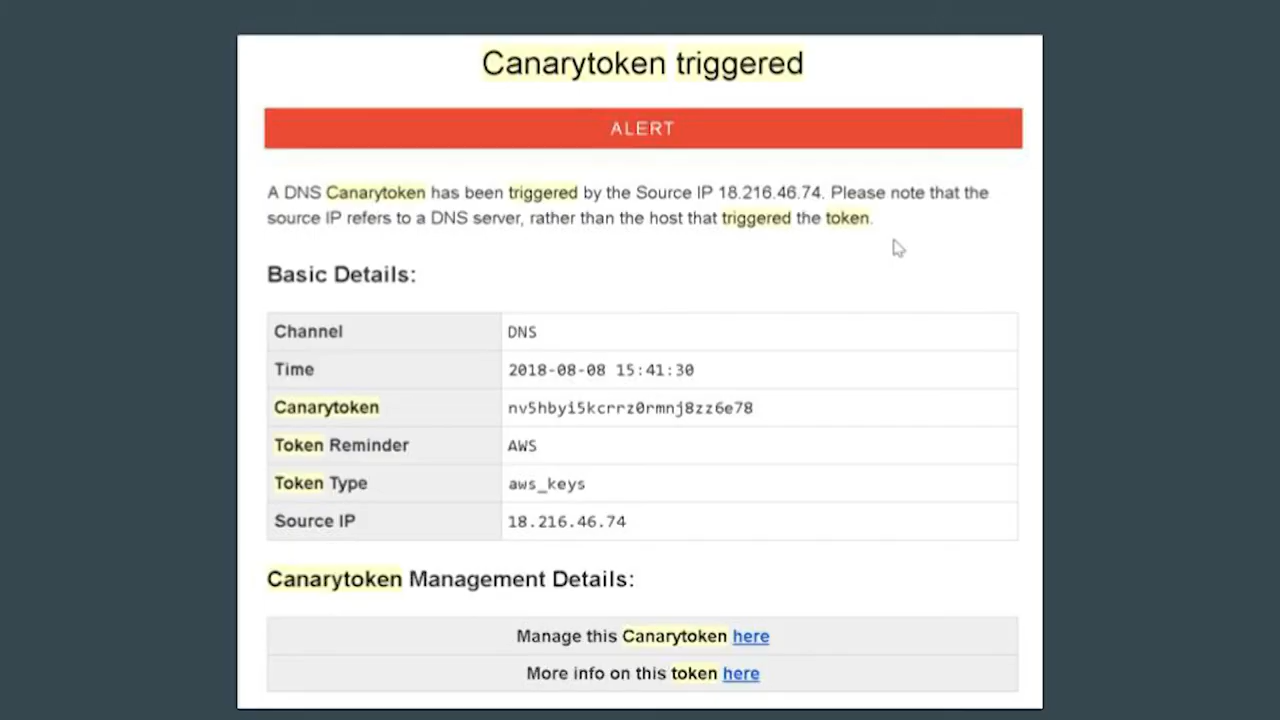 Canarytoken triggered
ALERT
A DNS Canarytoken has been triggered by the Source IP 18.216.46.74. Please note that the
source IP refers to a DNS server, rather than the host that triggered the token.
Basic Details:
Channel DNS
Time 2018-08-08 15:41:30
Canarytoken nv5hbyi5kcrrz0rmnj8zz6e78
Token Reminder AWS
Token Type aws_keys
Source IP 18.216.46.74
Canarytoken Management Details:
Manage this Canarytoken here
More info on this token here